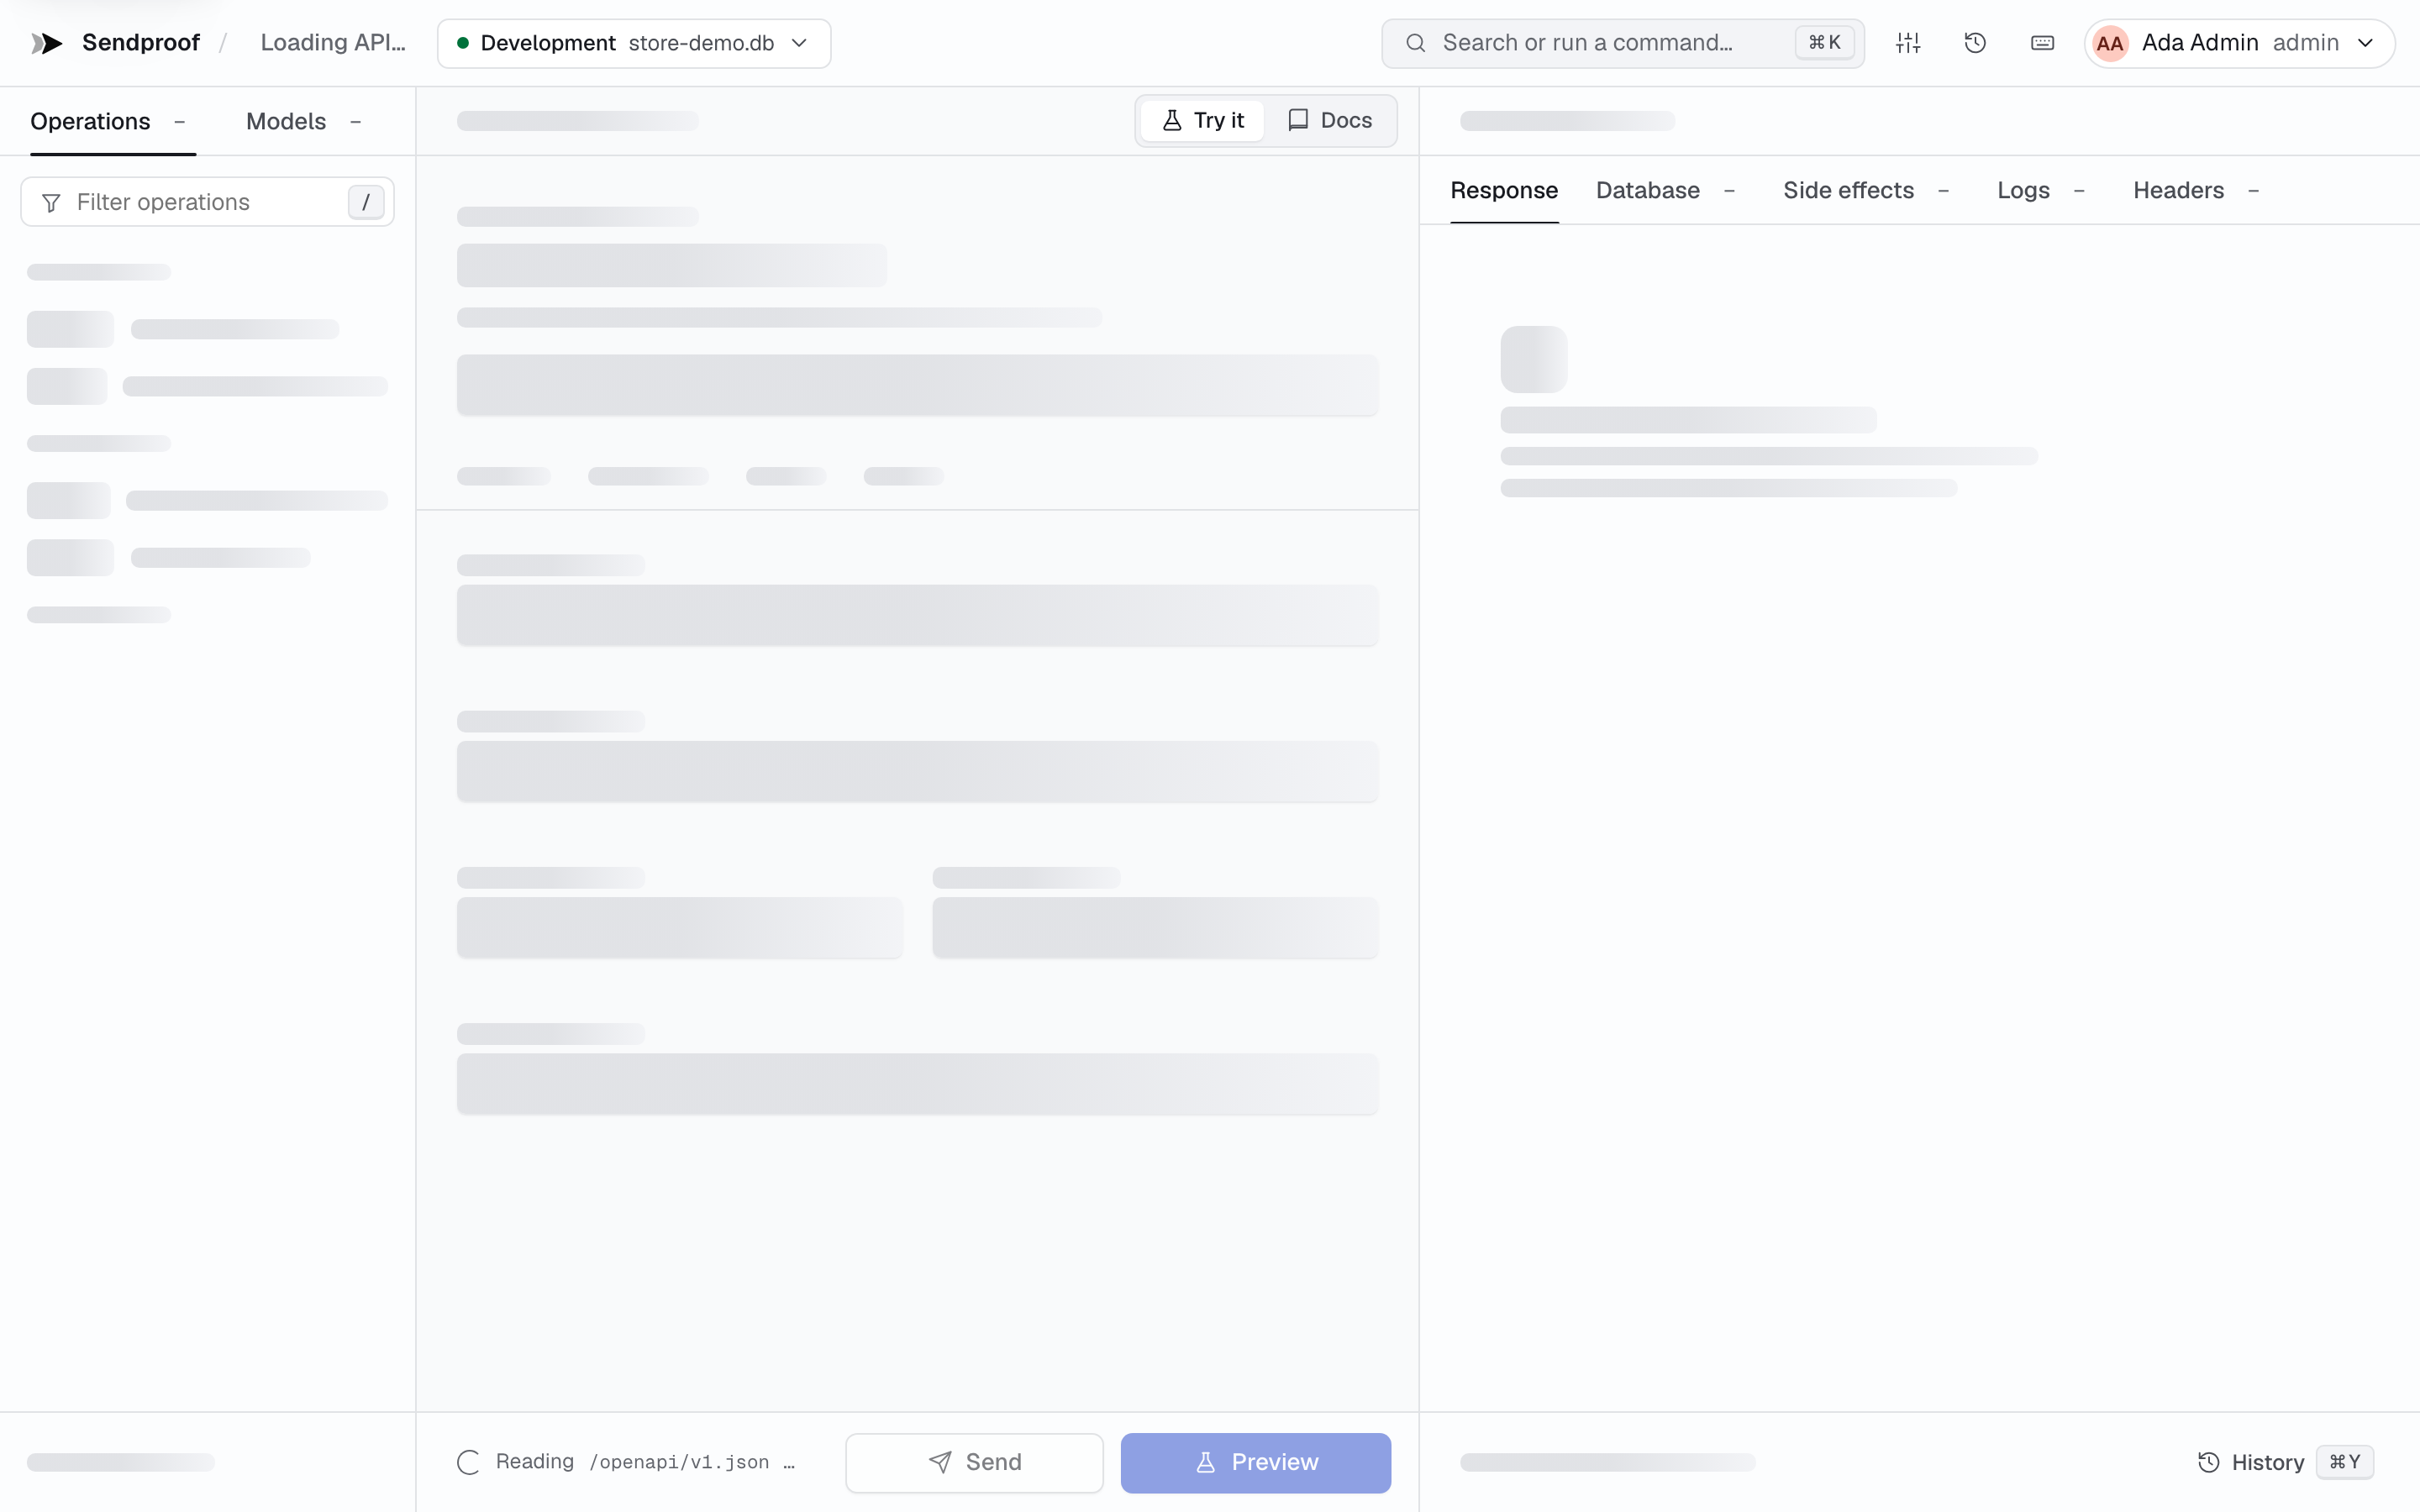 Sendproof / Loading API… Development store-demo.db Search or run a command… ⌘K AA Ada Admin admin
Operations – Models – Try it Docs
Filter operations /
Response Database – Side effects – Logs – Headers –
Reading /openapi/v1.json … Send Preview History ⌘Y